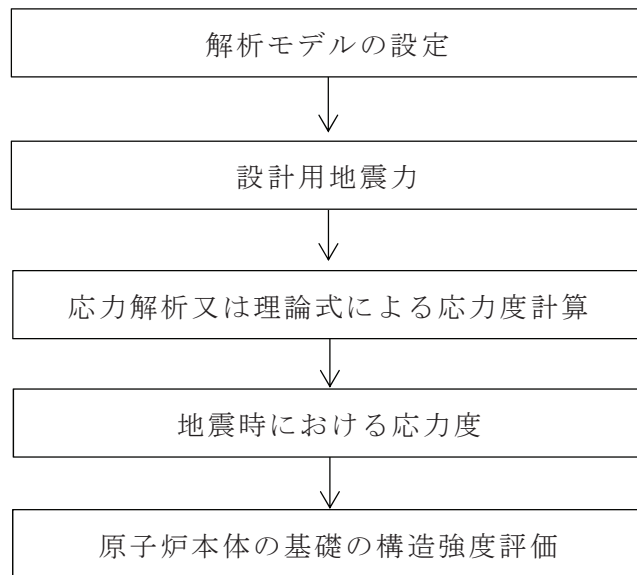 解析モデルの設定
設計用地震力
応力解析又は理論式による応力度計算
地震時における応力度
原子炉本体の基礎の構造強度評価